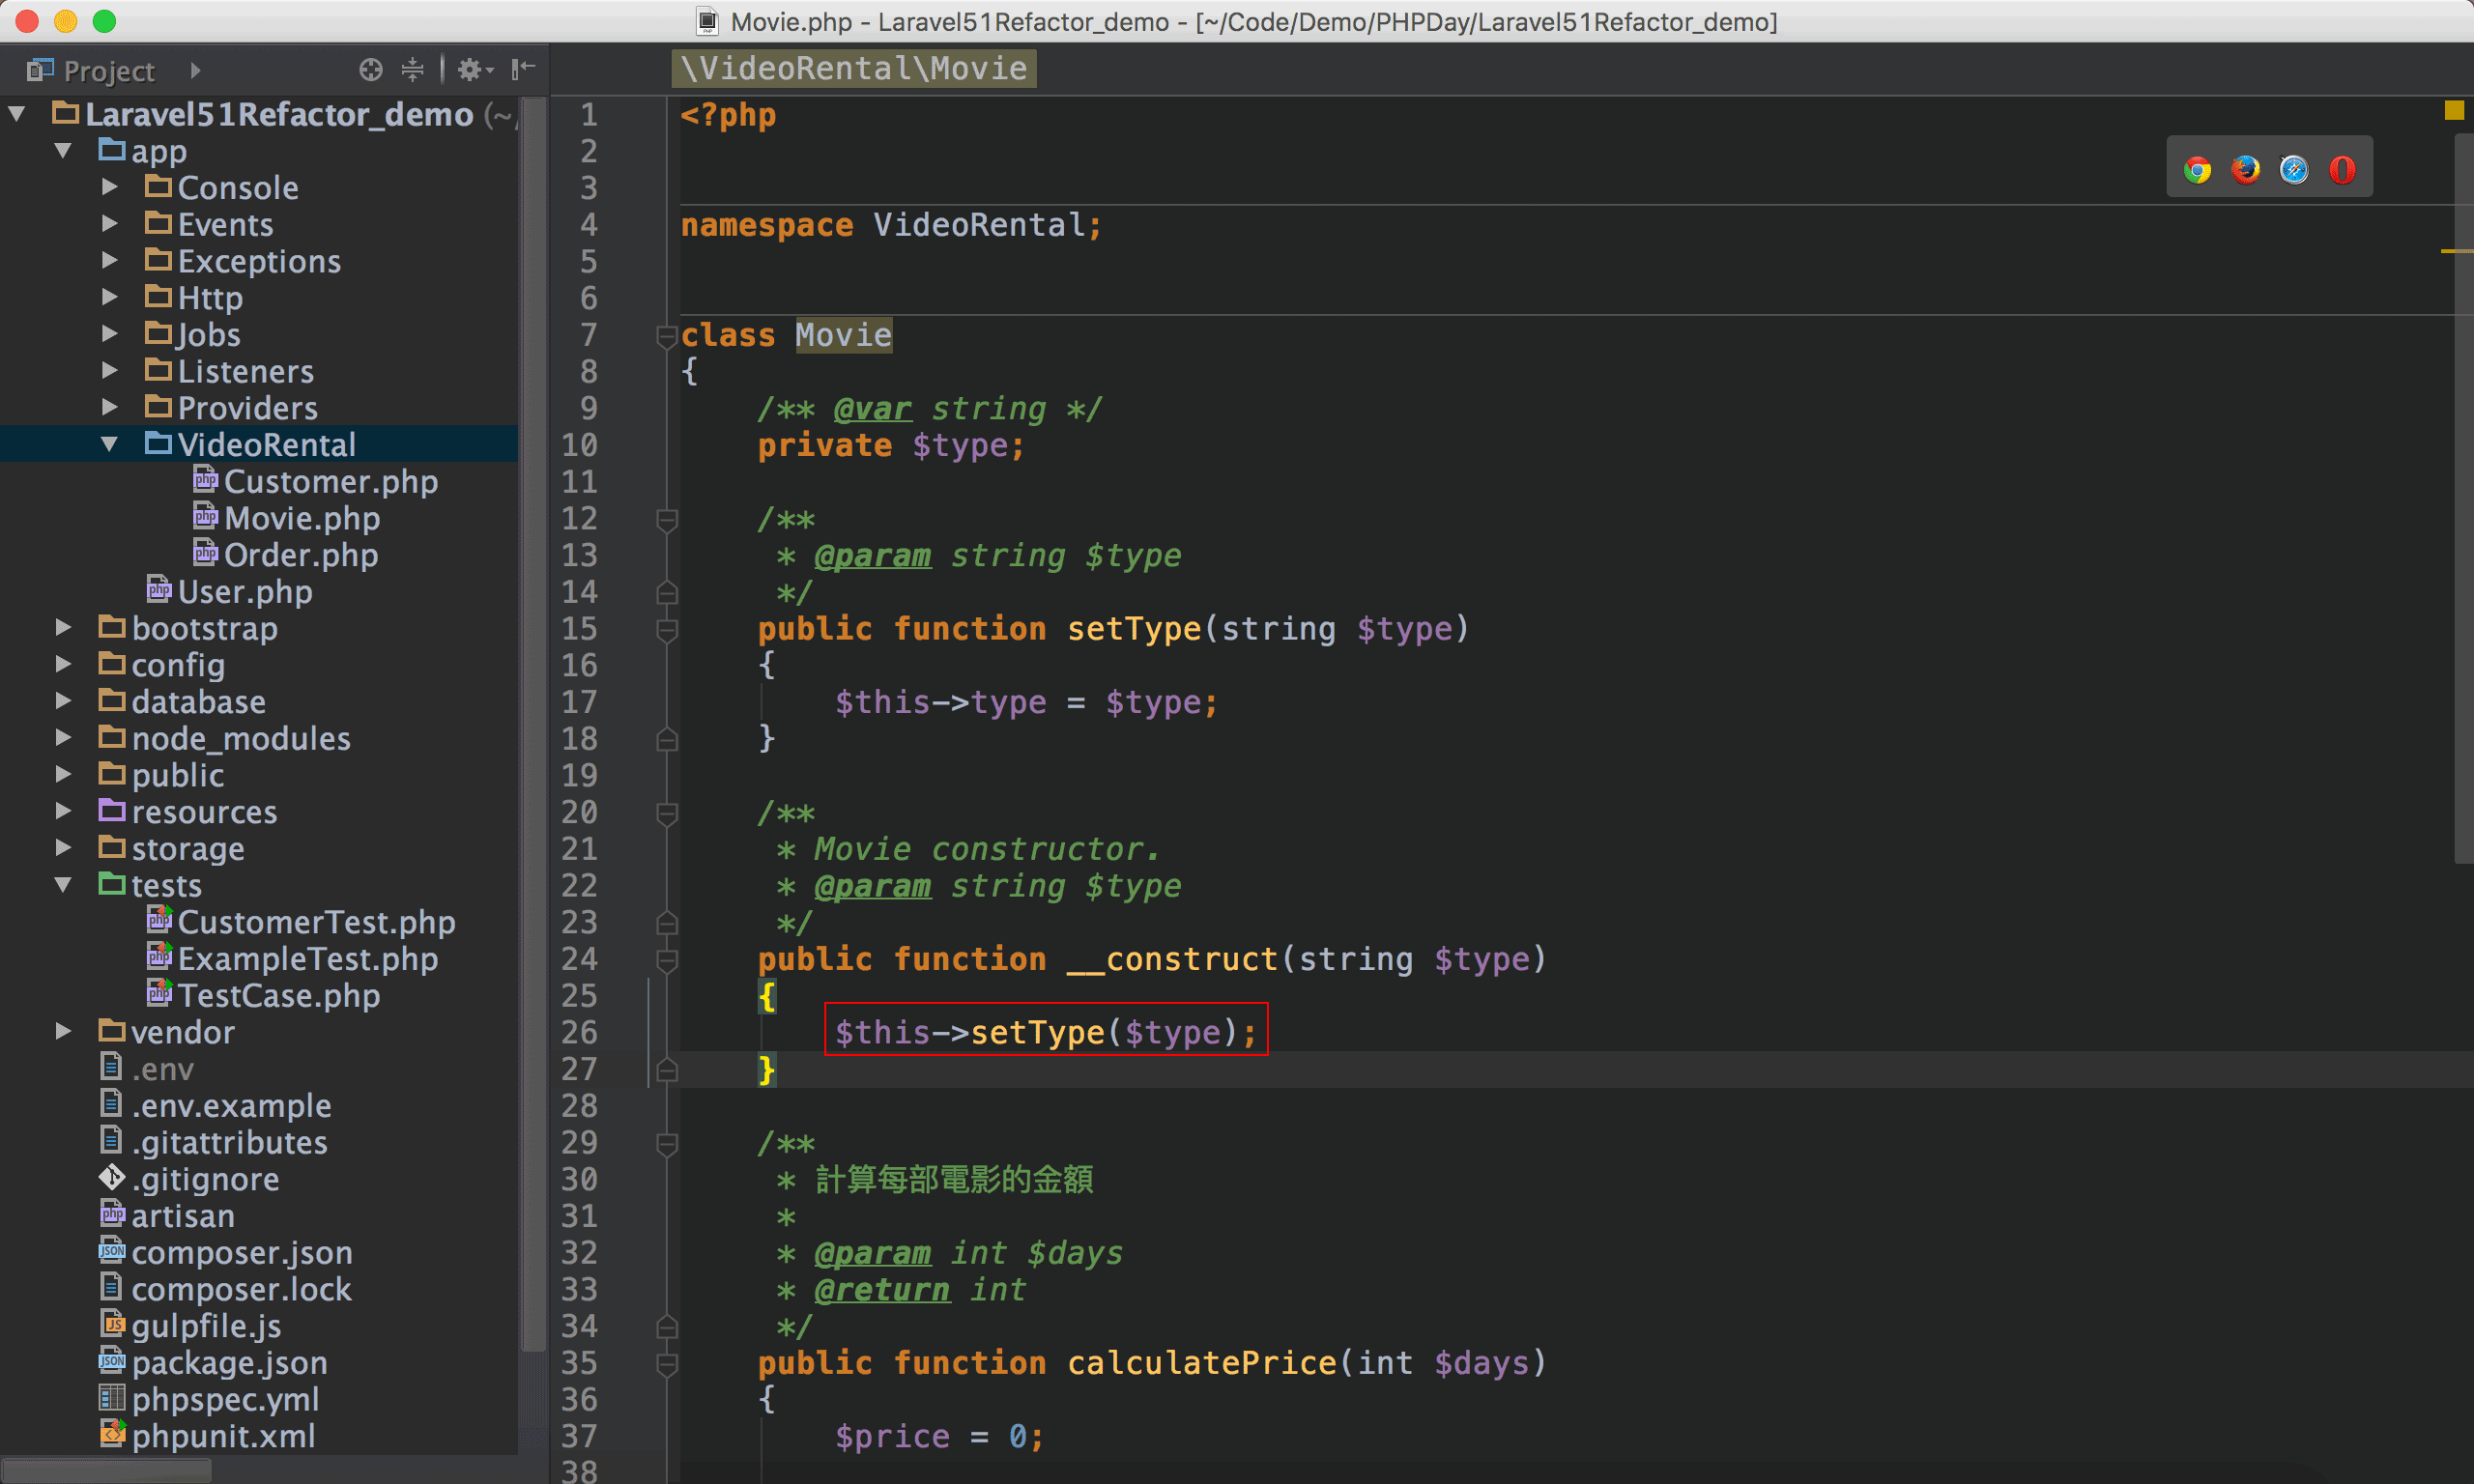 Movie.php - Laravel51Refactor_demo - [~/Code/Demo/PHPDay/Laravel51Refactor_demo]
Project
\VideoRental\Movie
Laravel51Refactor_demo (~/
app
Console
Events
Exceptions
Http
Jobs
Listeners
Providers
VideoRental
Customer.php
Movie.php
Order.php
User.php
bootstrap
config
database
node_modules
public
resources
storage
tests
CustomerTest.php
ExampleTest.php
TestCase.php
vendor
.env
.env.example
.gitattributes
.gitignore
artisan
composer.json
composer.lock
gulpfile.js
package.json
phpspec.yml
phpunit.xml
1 <?php
2
3
4 namespace VideoRental;
5
6
7 class Movie
8 {
9 /** @var string */
10 private $type;
11
12 /**
13 * @param string $type
14 */
15 public function setType(string $type)
16 {
17 $this->type = $type;
18 }
19
20 /**
21 * Movie constructor.
22 * @param string $type
23 */
24 public function __construct(string $type)
25 {
26 $this->setType($type);
27 }
28
29 /**
30 * 計算每部電影的金額
31 *
32 * @param int $days
33 * @return int
34 */
35 public function calculatePrice(int $days)
36 {
37 $price = 0;
38